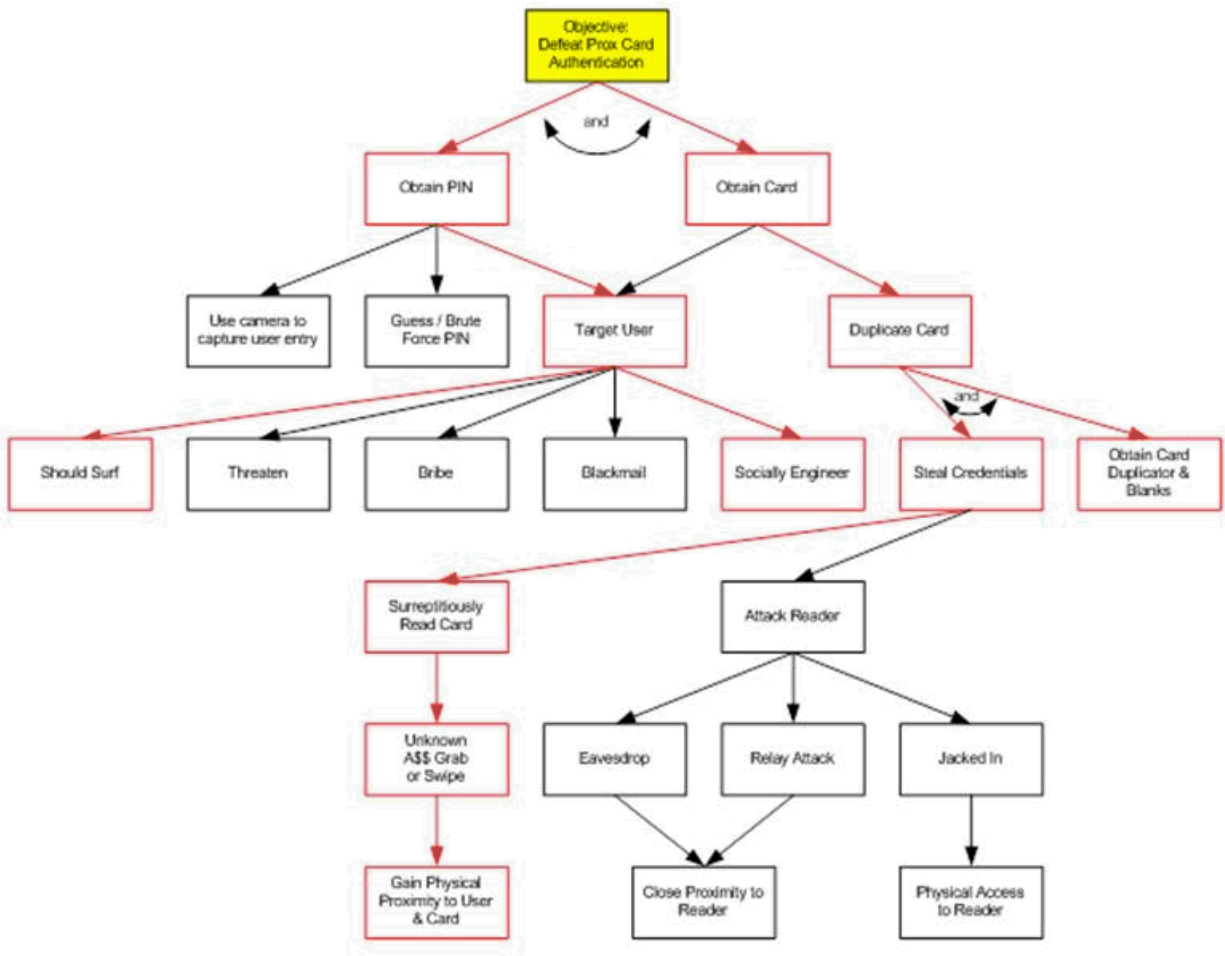 Objective:
Defeat Prox Card
Authentication
and
Obtain PIN
Obtain Card
Use camera to
capture user entry
Guess / Brute
Force PIN
Target User
Duplicate Card
and
Should Surf
Threaten
Bribe
Blackmail
Socially Engineer
Steal Credentials
Obtain Card
Duplicator &
Blanks
Surreptitiously
Read Card
Attack Reader
Unknown
A$$ Grab
or Swipe
Eavesdrop
Relay Attack
Jacked In
Gain Physical
Proximity to User
& Card
Close Proximity to
Reader
Physical Access
to Reader